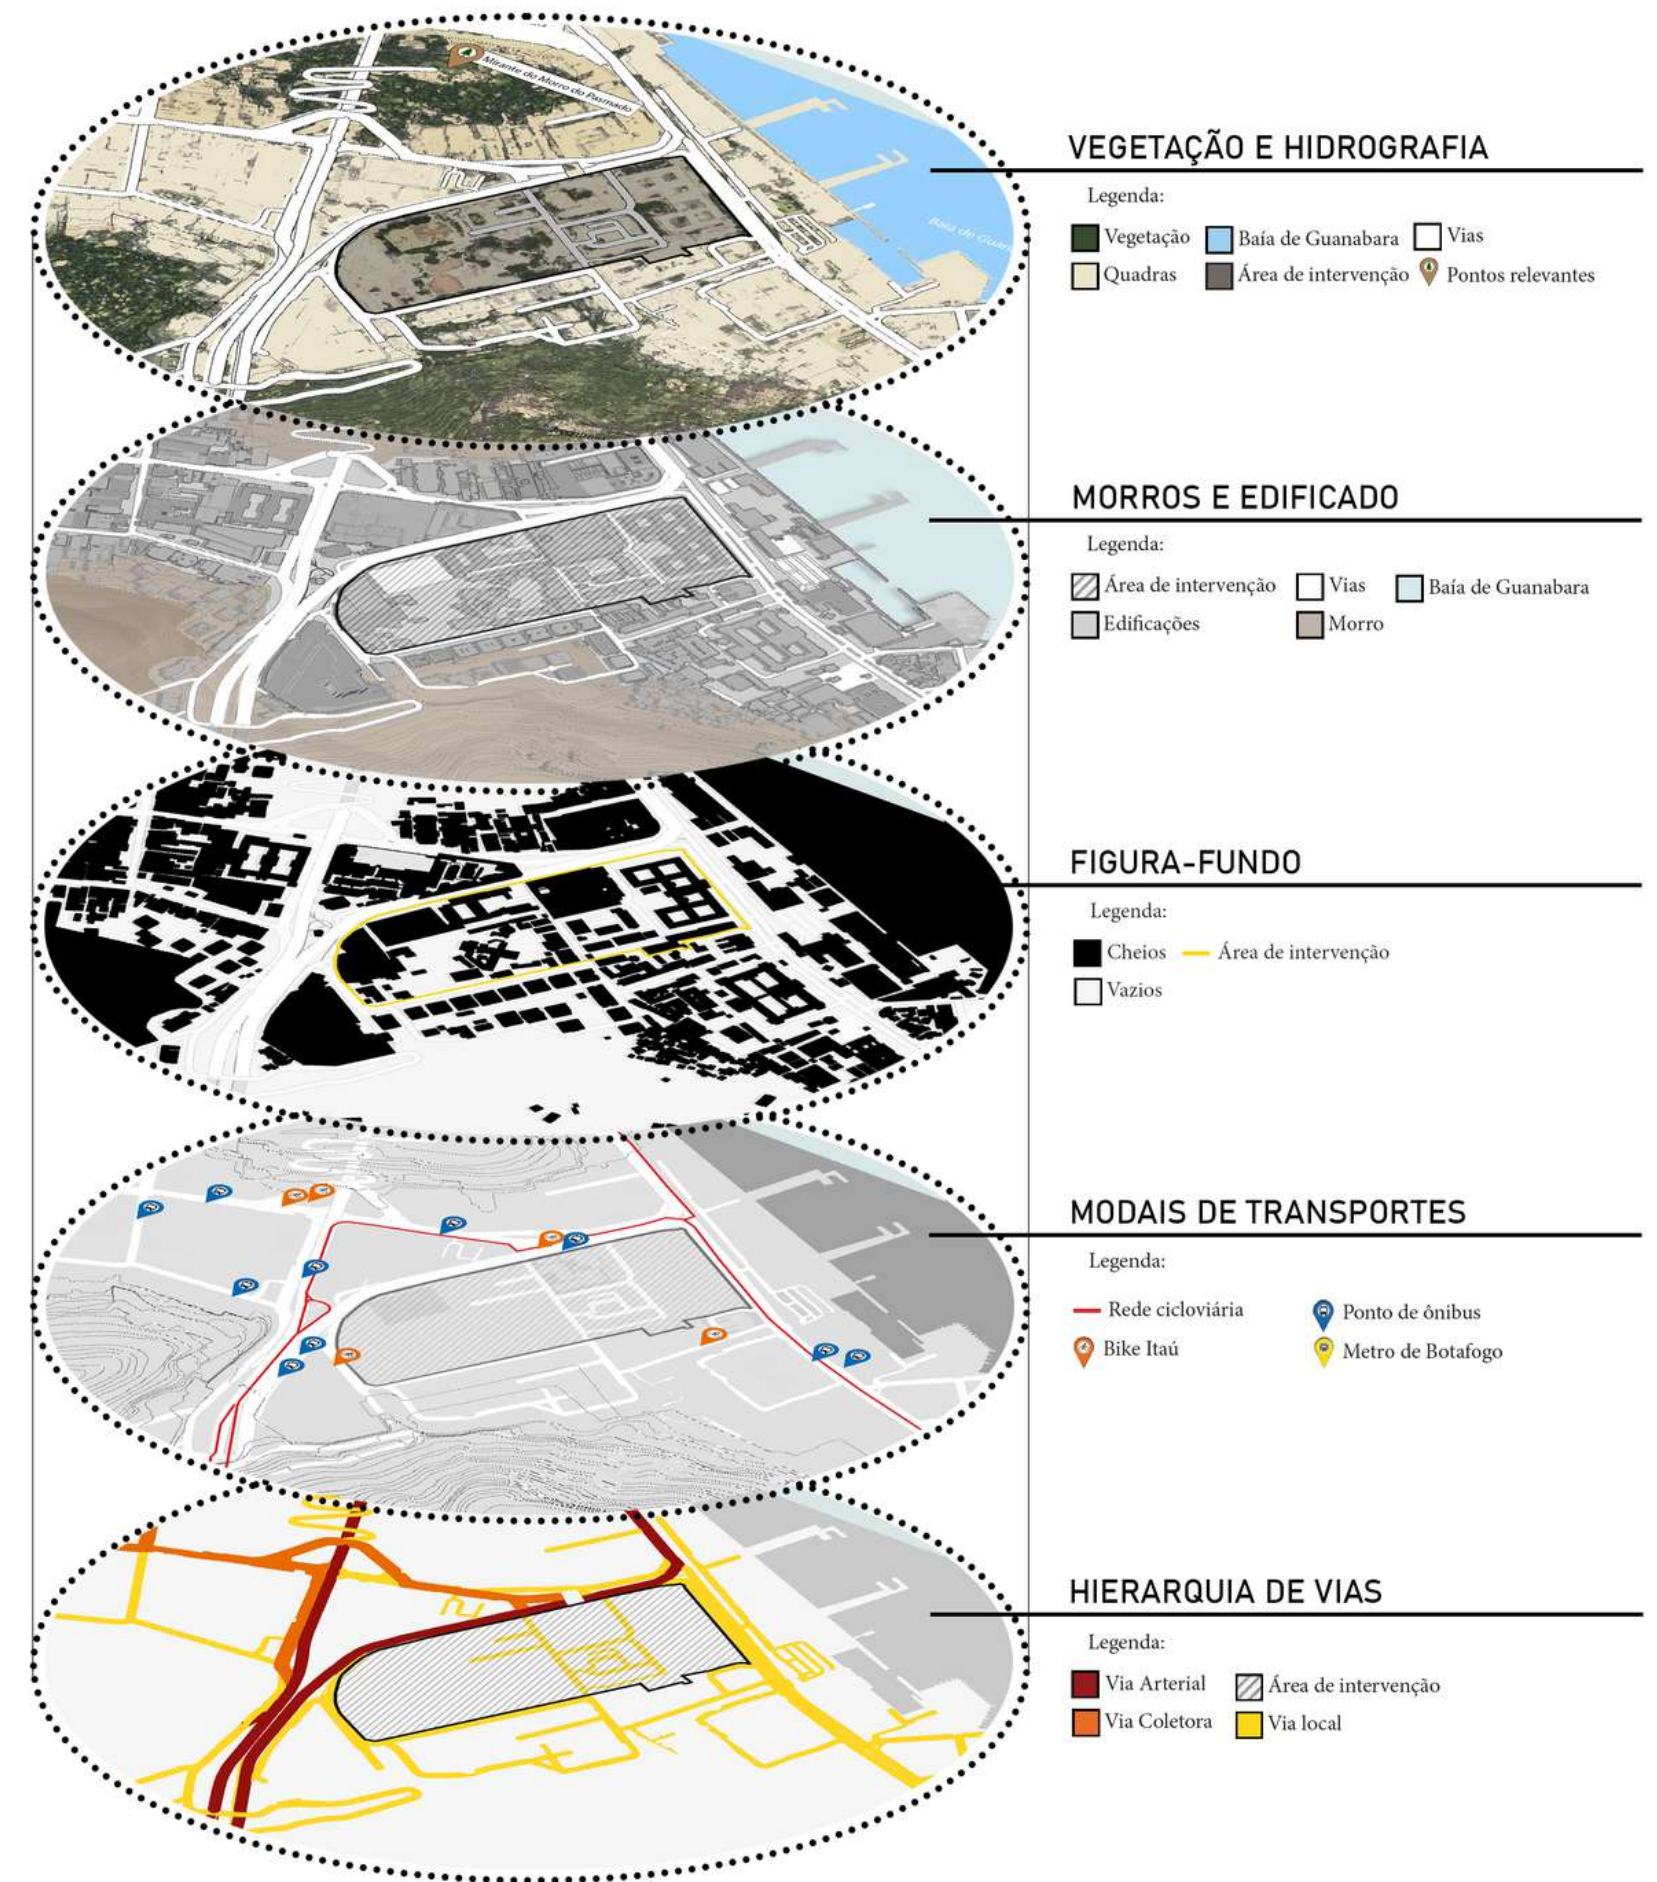 Mirante do Morro do Pasmado
VEGETAÇÃO E HIDROGRAFIA
Legenda:
Vegetação Baía de Guanabara Vias
Baía de
Quadras Área de intervenção Pontos relevantes
MORROS E EDIFICADO
Legenda:
Área de intervenção Vias Baía de Guanabara
Edificações Morro
FIGURA-FUNDO
Legenda:
Cheios Área de intervenção
Vazios
MODAIS DE TRANSPORTES
Legenda:
Rede cicloviária Ponto de ônibus
Bike Itaú Metro de Botafogo
HIERARQUIA DE VIAS
Legenda:
Via Arterial Área de intervenção
Via Coletora Via local